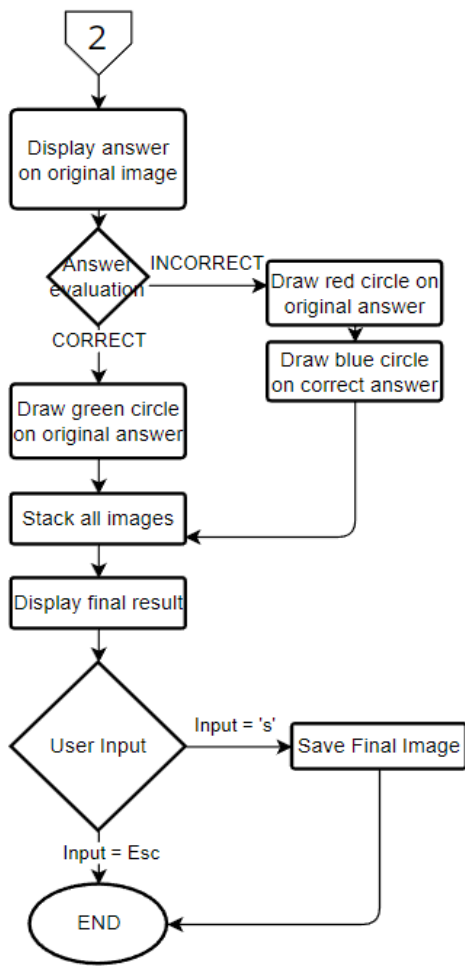 2
Display answer
on original image
Answer
evaluation
INCORRECT
Draw red circle on
original answer
CORRECT
Draw blue circle
on correct answer
Draw green circle
on original answer
Stack all images
Display final result
User Input
Input = 's'
Save Final Image
Input = Esc
END